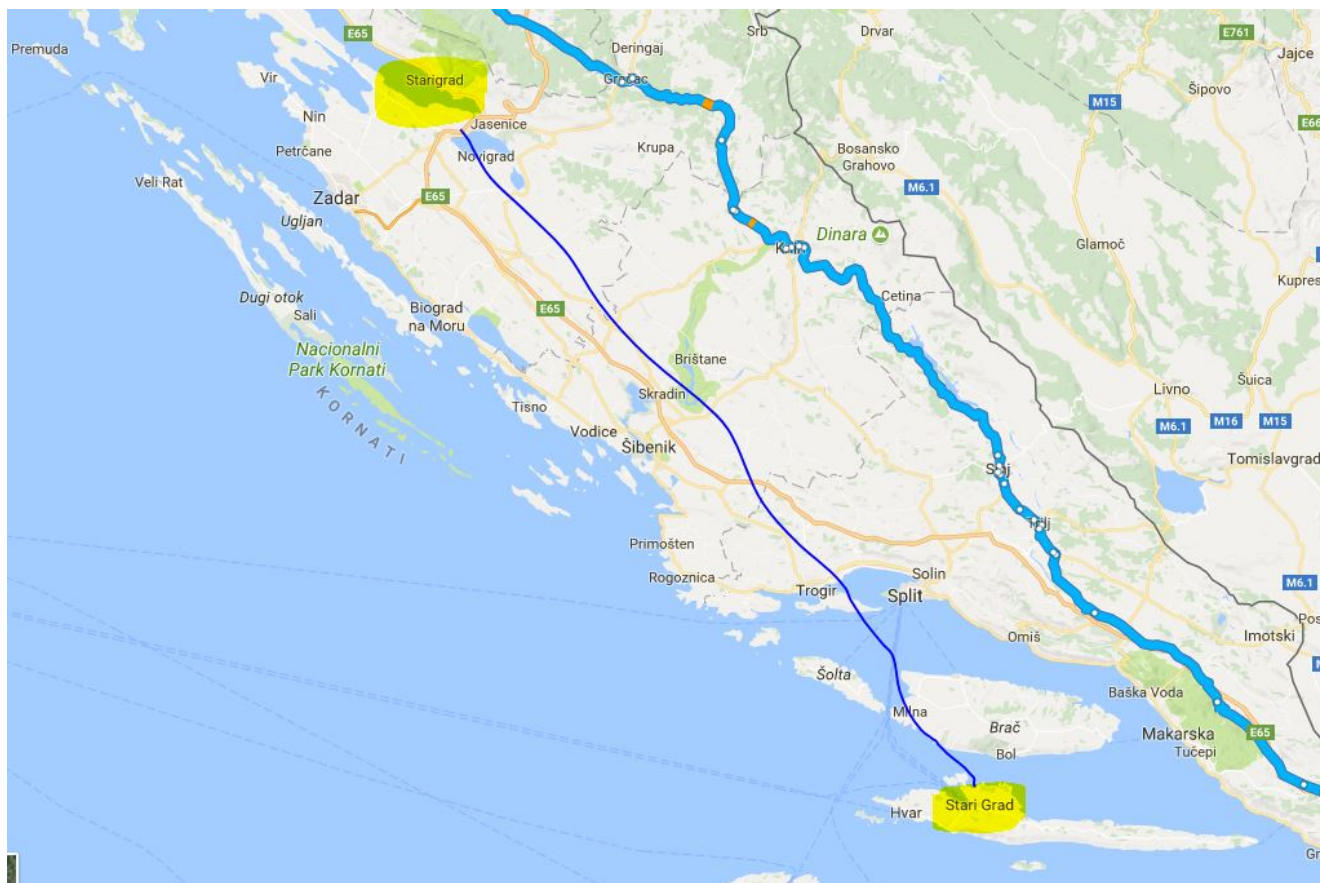 Premuda
E65
Deringaj
Srb
Drvar
E761
Jajce
Vir
Starigrad
Gračac
M15
Šipovo
Nin
Jasenice
Petrčane
Novigrad
Krupa
Bosansko
Grahovo
Veli Rat
Zadar
E65
M6.1
Ugljan
Dinara
Glamoč
Knin
Kupres
Dugi otok
Sali
Biograd
na Moru
E65
Cetina
Nacionalni
Park Kornati
Brištane
KORNATI
Skradin
Livno
Šuica
Tisno
M6.1
M16
M15
Vodice
Šibenik
Sinj
Tomislavgrad
Trilj
Primošten
Rogoznica
Solin
Trogir
Split
M6.1
Omiš
Imotski
Šolta
Baška Voda
Milna
Brač
Makarska
E65
Tučepi
Bol
Hvar
Stari Grad